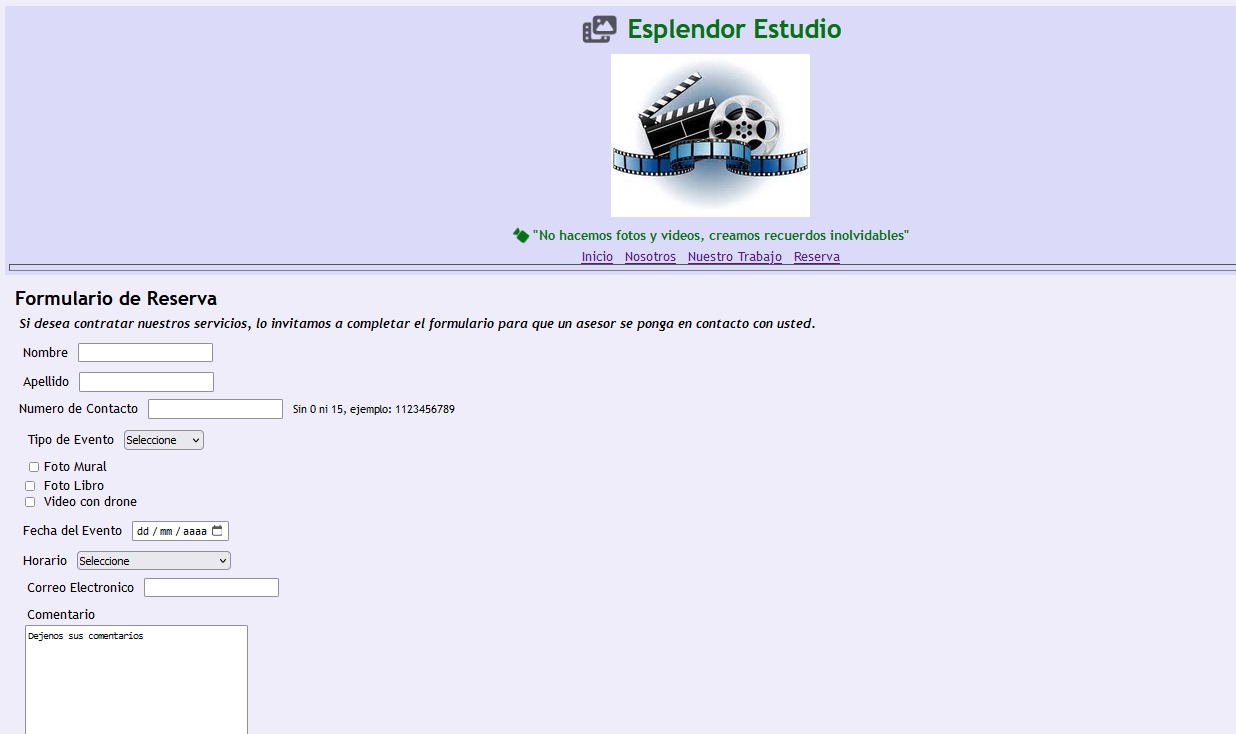 Esplendor Estudio
"No hacemos fotos y videos, creamos recuerdos inolvidables"
Inicio Nosotros Nuestro Trabajo Reserva
Formulario de Reserva
Si desea contratar nuestros servicios, lo invitamos a completar el formulario para que un asesor se ponga en contacto con usted.
Nombre
Apellido
Numero de Contacto Sin 0 ni 15, ejemplo: 1123456789
Tipo de Evento Seleccione
Foto Mural
Foto Libro
Video con drone
Fecha del Evento dd / mm / aaaa
Horario Seleccione
Correo Electronico
Comentario
Dejenos sus comentarios